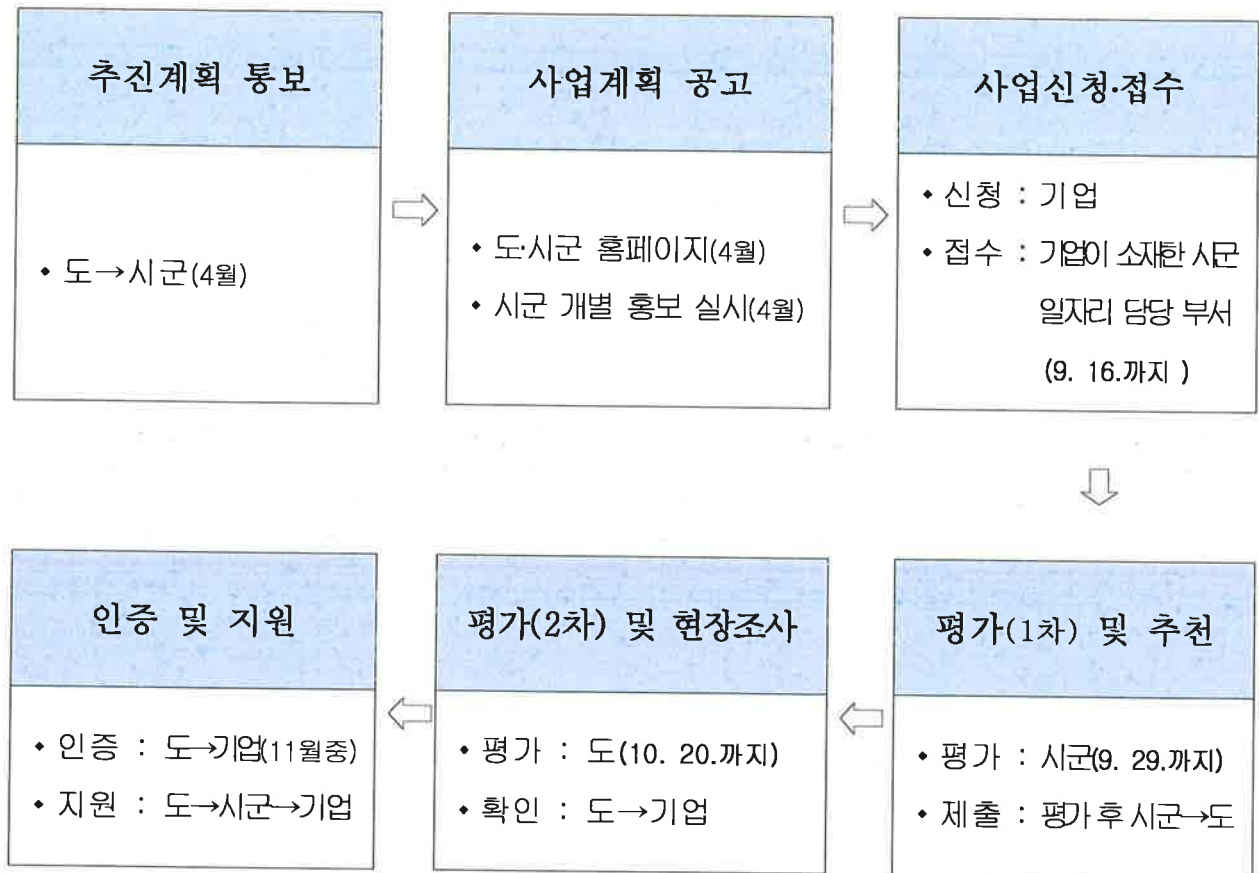 추진계획 통보
• 도→시군(4월)
사업계획 공고
• 도·시군 홈페이지(4월)
• 시군 개별 홍보 실시(4월)
사업신청·접수
• 신청 : 기업
• 접수 : 기업이 소재한 시군
일자리 담당 부서
(9. 16.까지 )
평가(1차) 및 추천
• 평가 : 시군(9. 29.까지)
• 제출 : 평가 후 시군→도
평가(2차) 및 현장조사
• 평가 : 도(10. 20.까지)
• 확인 : 도→기업
인증 및 지원
• 인증 : 도→기업(11월중)
• 지원 : 도→시군→기업